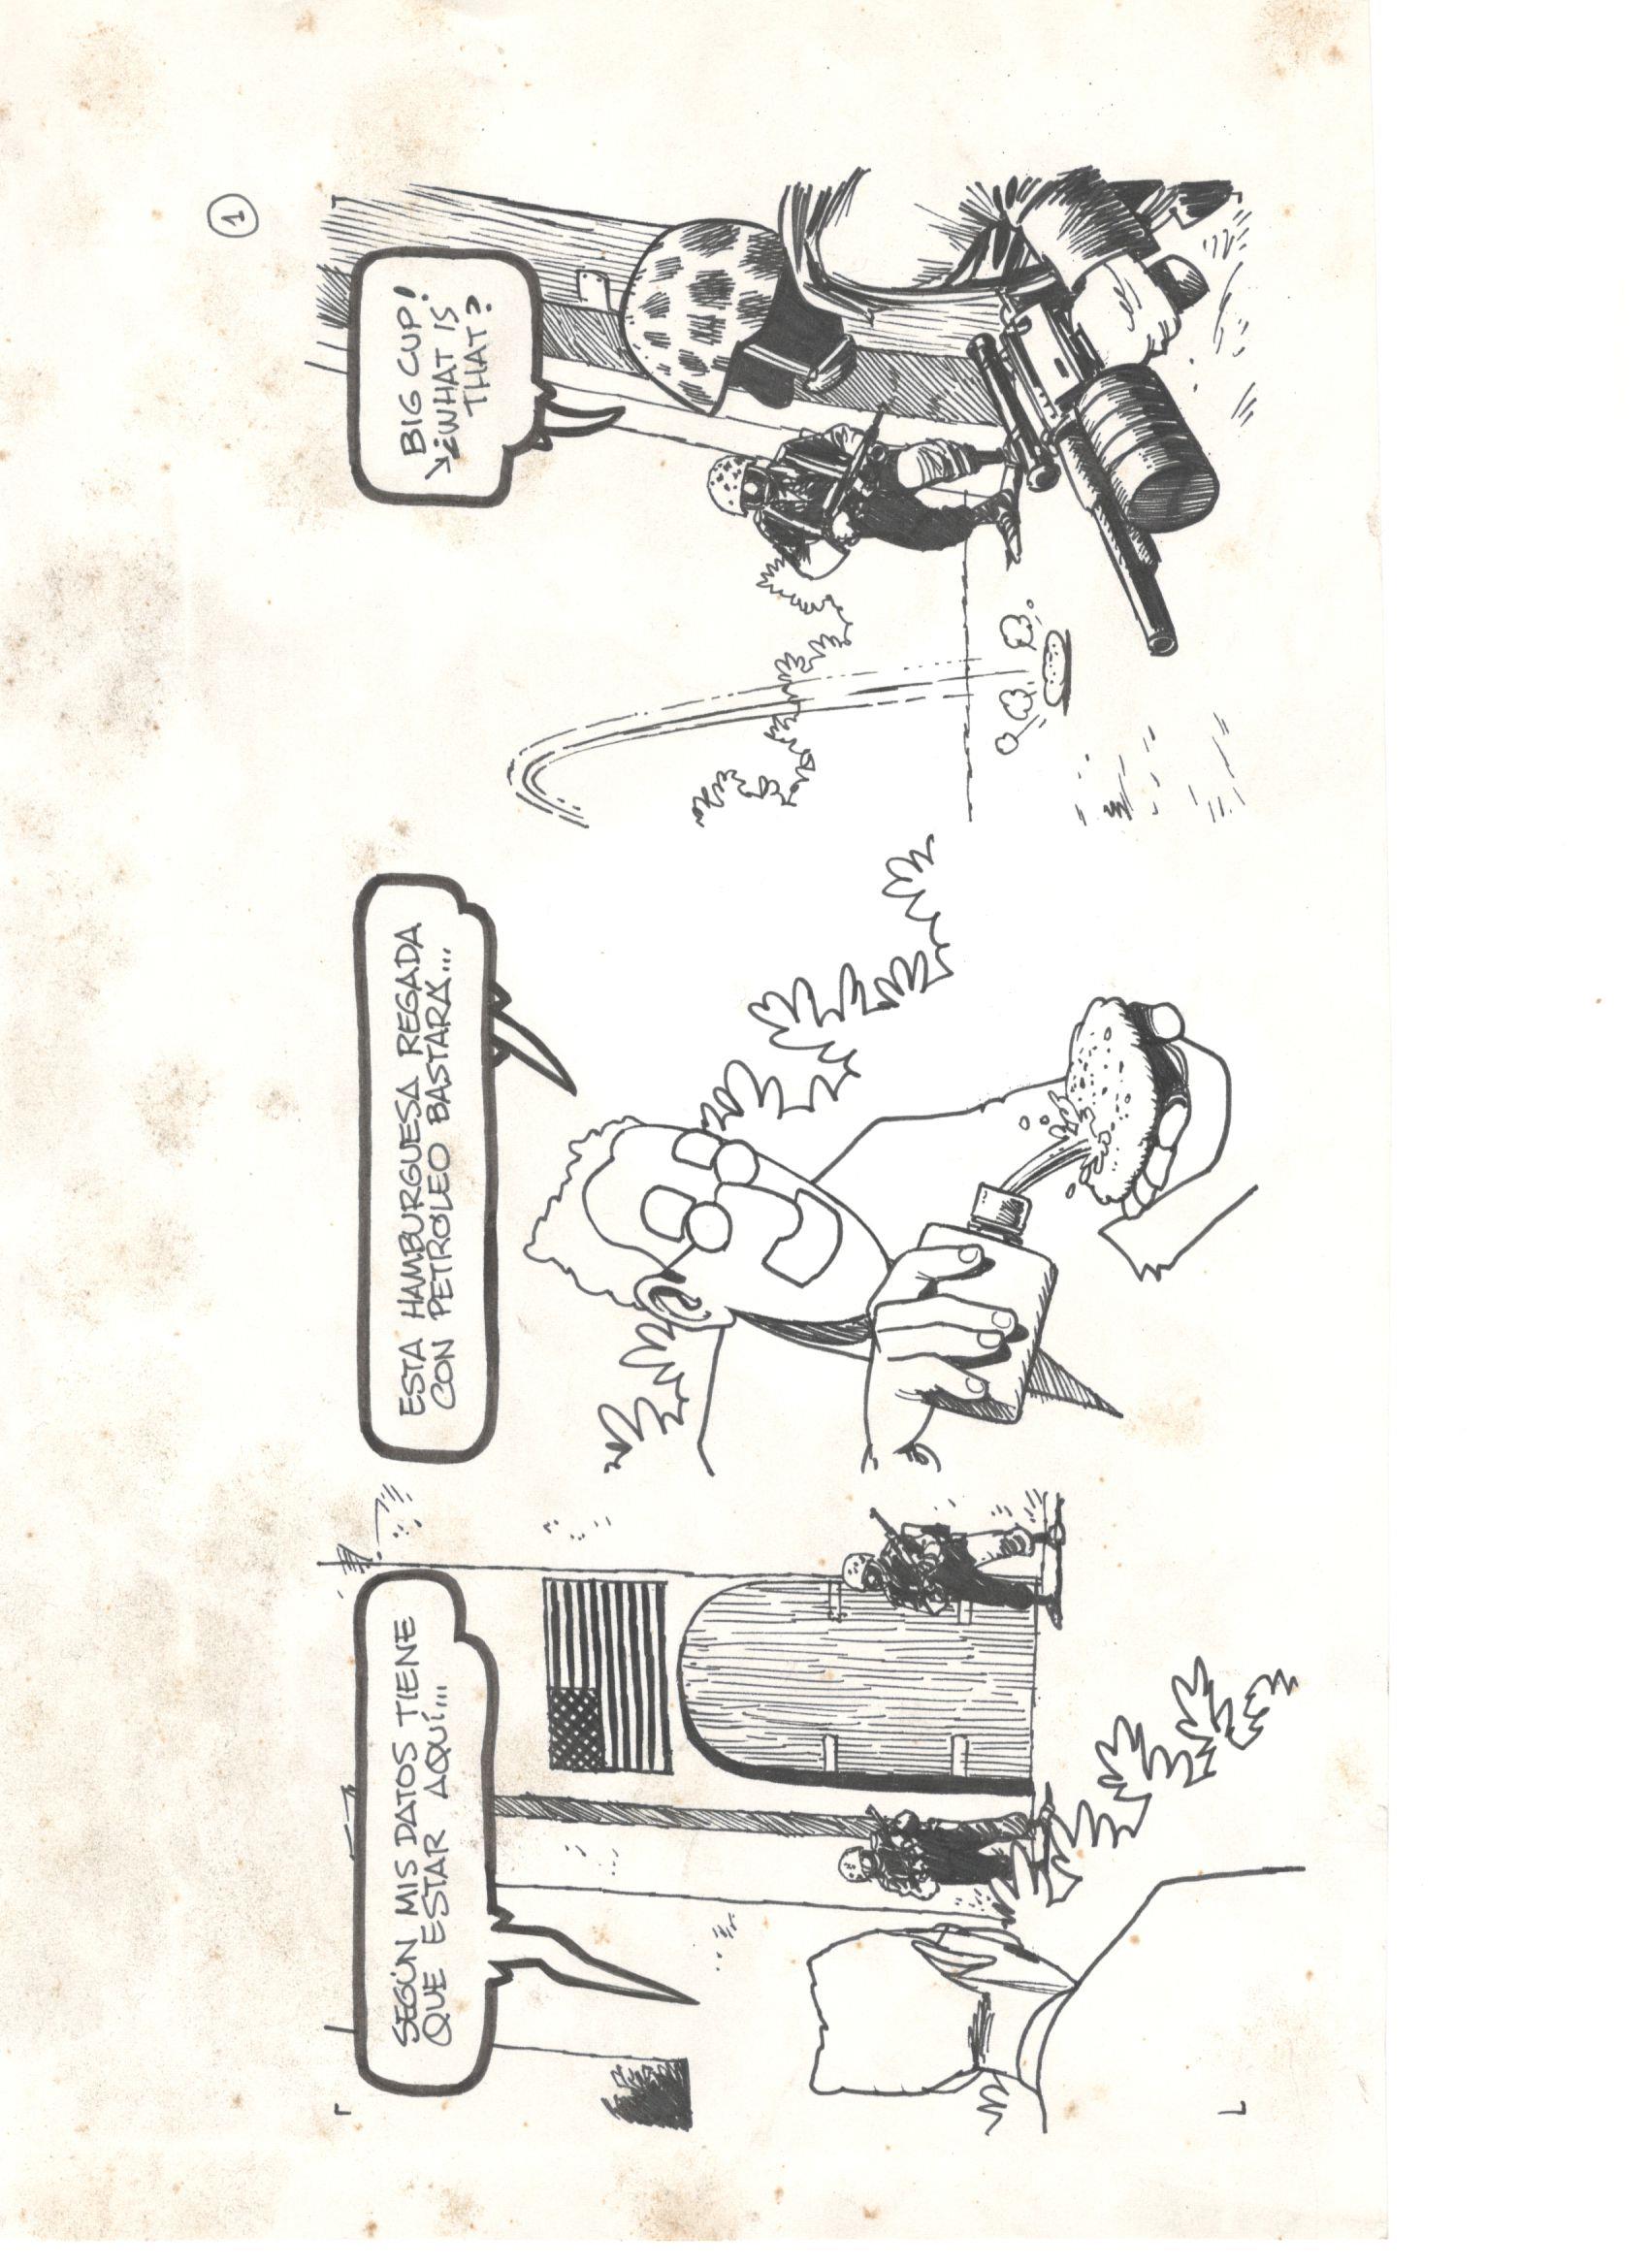 1
SEGÚN MIS DATOS TIENE
QUE ESTAR AQUÍ...
ESTA HAMBURGUESA REGADA
CON PETRÓLEO BASTARÁ...
BIG CUP!
¿WHAT IS
THAT?